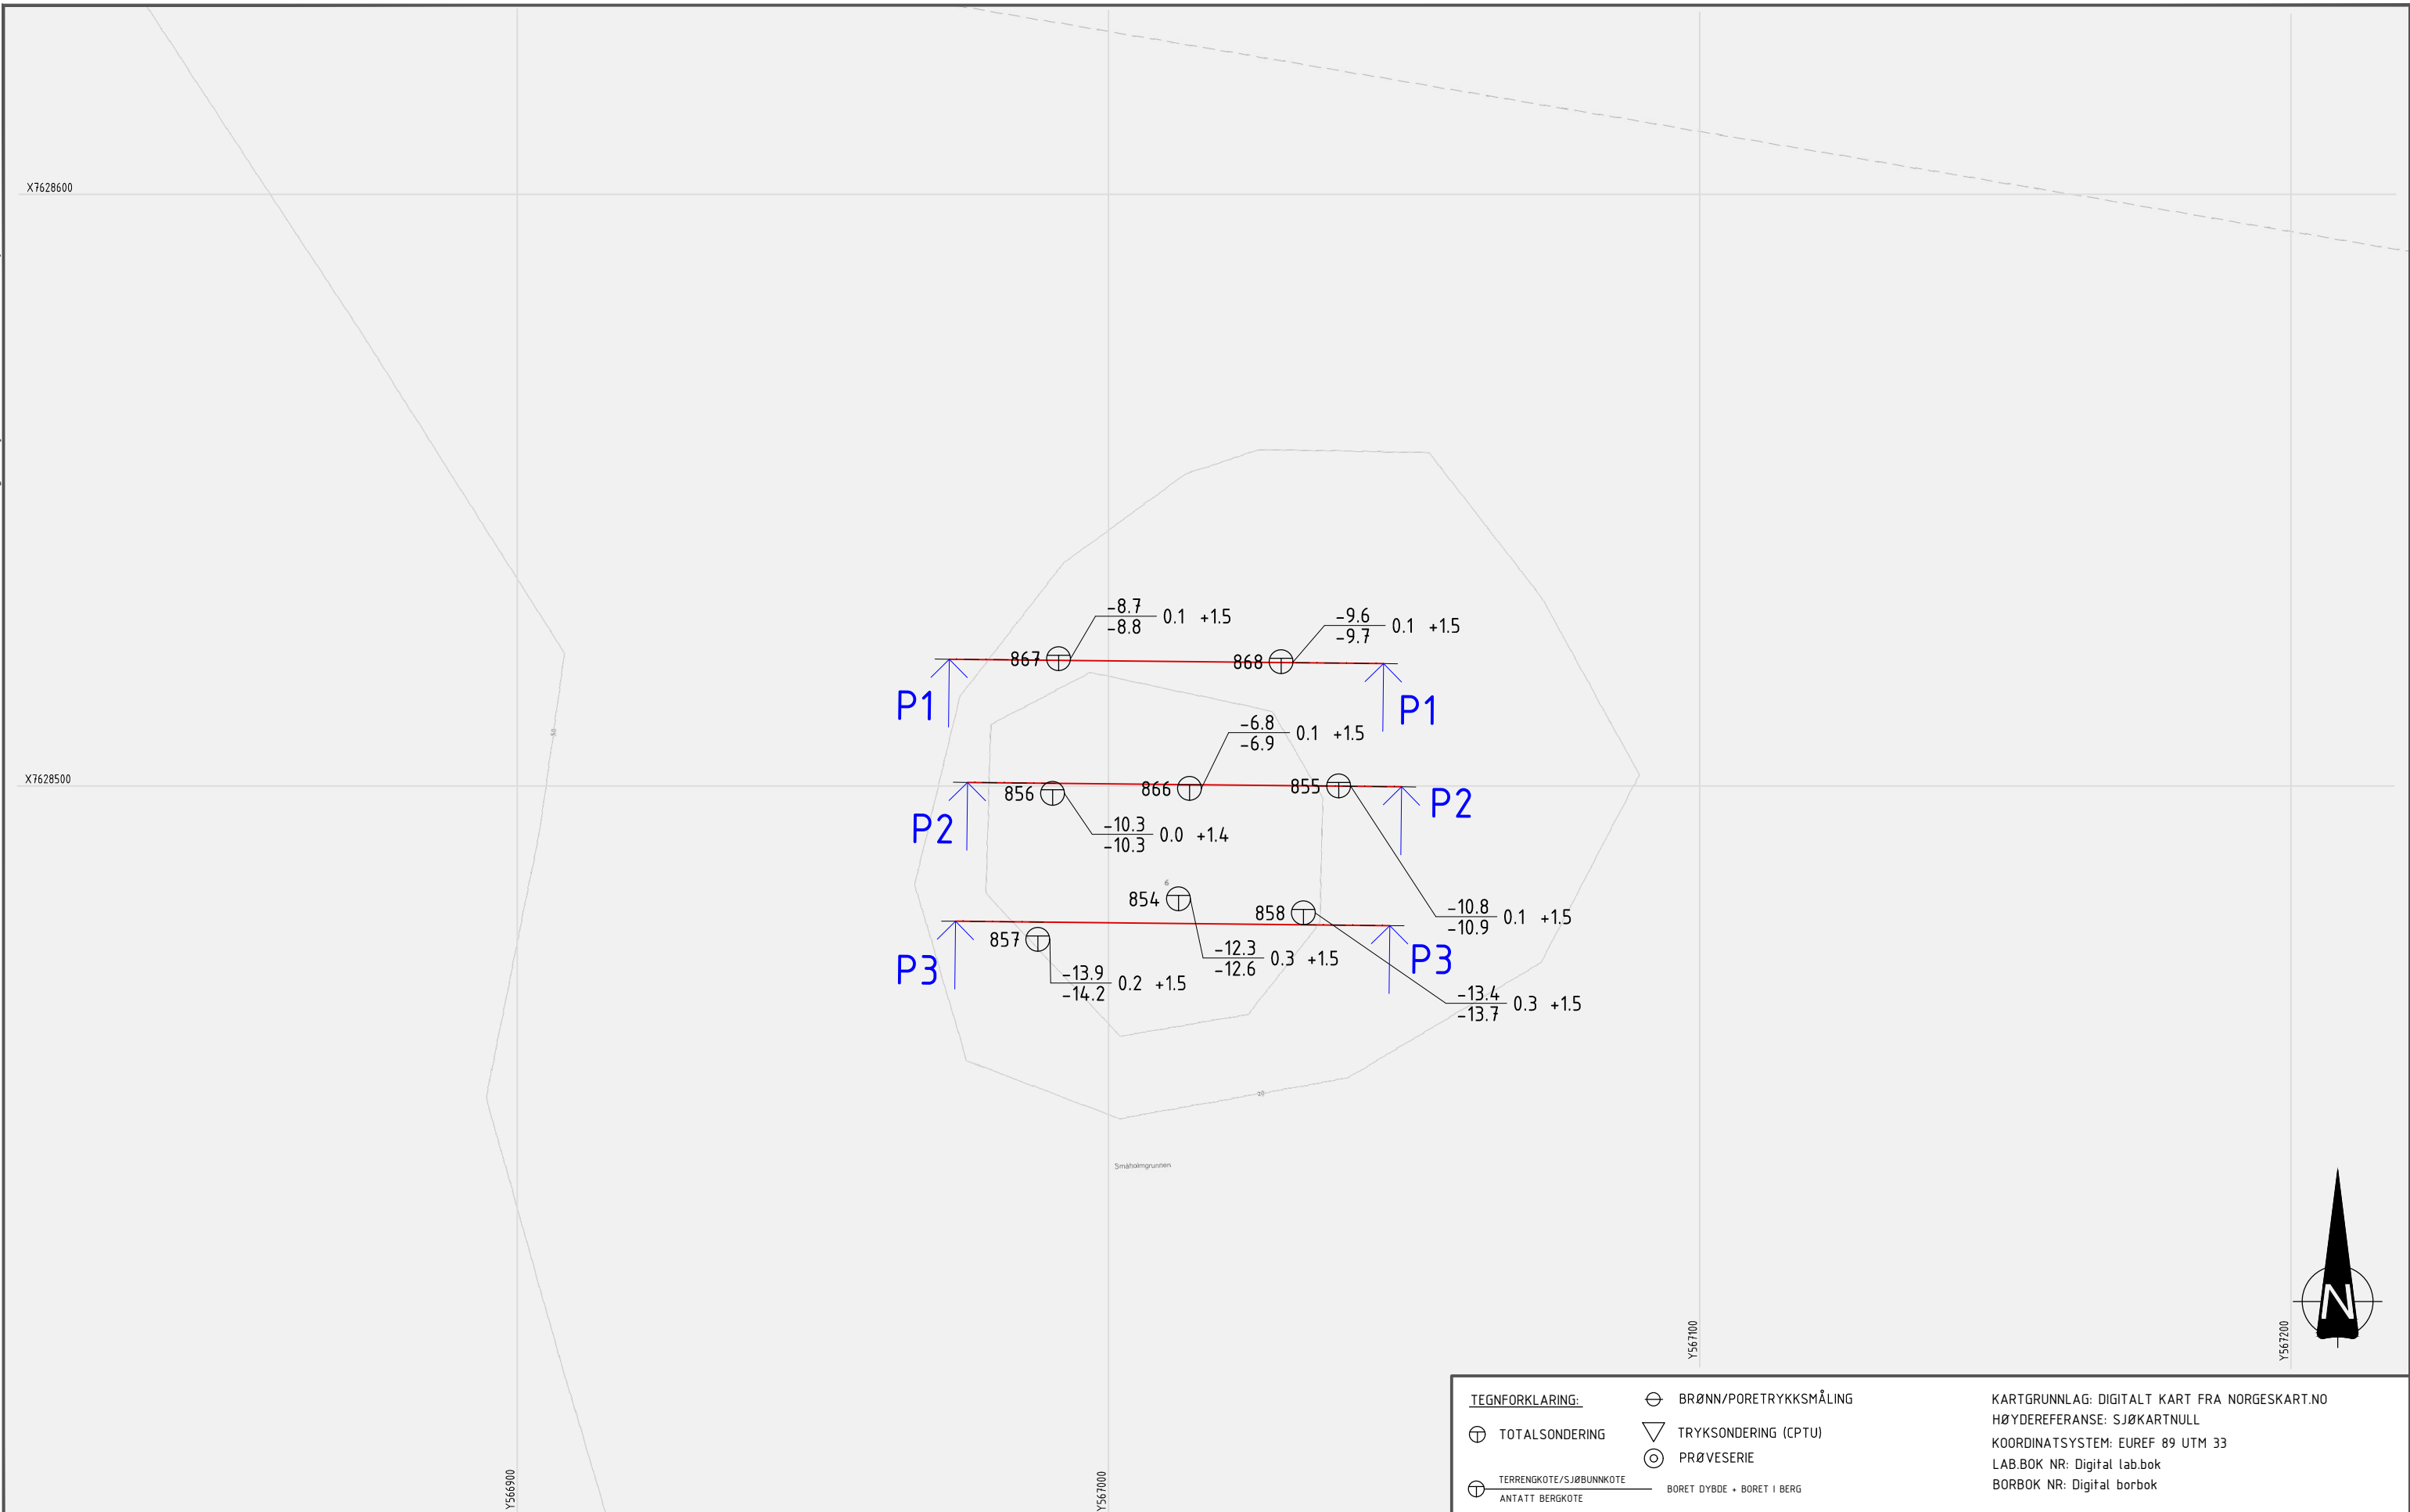 X7628600
-8.7
-8.8
0.1 +1.5
-9.6
-9.7
0.1 +1.5
867
868
P1
P1
-6.8
-6.9
0.1 +1.5
X7628500
856
866
855
P2
P2
-10.3
-10.3
0.0 +1.4
6
854
858
-10.8
-10.9
0.1 +1.5
857
-12.3
-12.6
0.3 +1.5
P3
P3
-13.9
-14.2
0.2 +1.5
-13.4
-13.7
0.3 +1.5
10
Småholmgrunnen
N
Y566900
Y567000
Y567100
Y567200
TEGNFORKLARING:
TOTALSONDERING
TERRENGKOTE/SJØBUNNKOTE
ANTATT BERGKOTE
BORET DYBDE + BORET I BERG
BRØNN/PORETRYKKSMÅLING
TRYKSONDERING (CPTU)
PRØVESERIE
KARTGRUNNLAG: DIGITALT KART FRA NORGESKART.NO
HØYDEREFERANSE: SJØKARTNULL
KOORDINATSYSTEM: EUREF 89 UTM 33
LAB.BOK NR: Digital lab.bok
BORBOK NR: Digital borbok